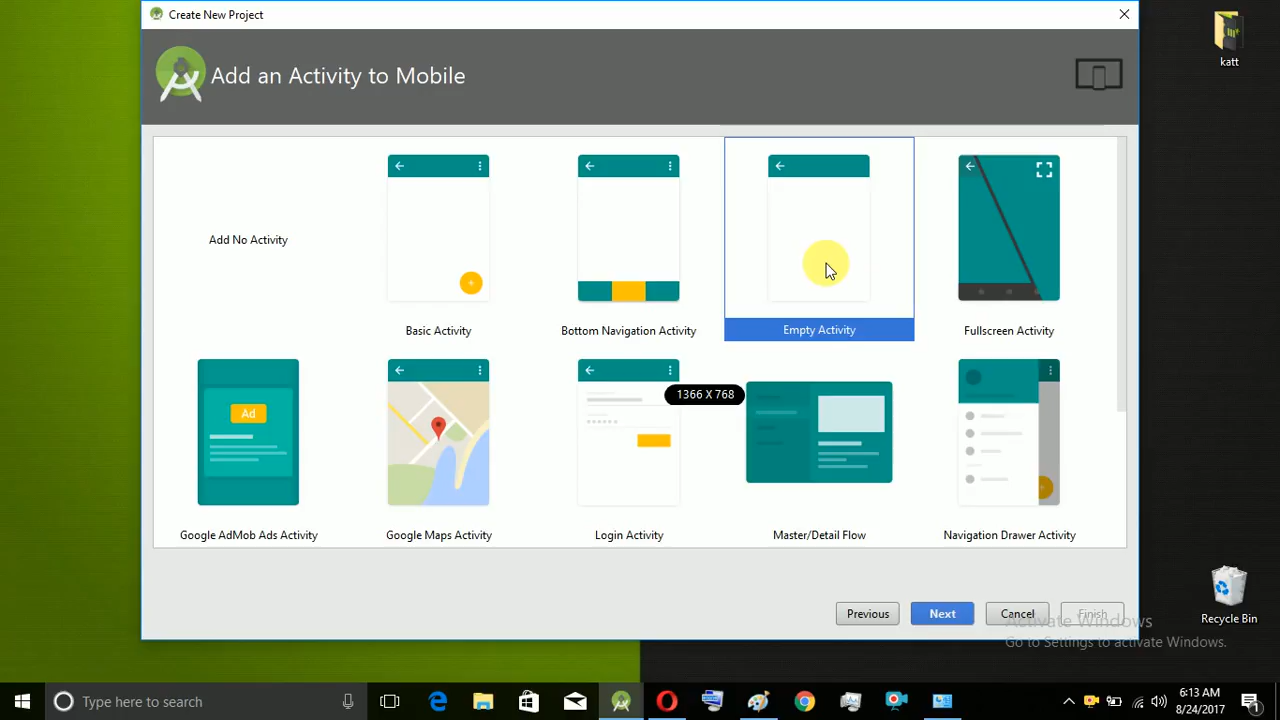 Create New Project
katt
Add an Activity to Mobile
Add No Activity
Basic Activity
Bottom Navigation Activity
Empty Activity
Fullscreen Activity
Ad
1366 X 768
Google AdMob Ads Activity
Google Maps Activity
Login Activity
Master/Detail Flow
Navigation Drawer Activity
Previous
Next
Cancel
Finish
Activate Windows
Go to Settings to activate Windows.
Recycle Bin
Type here to search
6:13 AM
8/24/2017
1